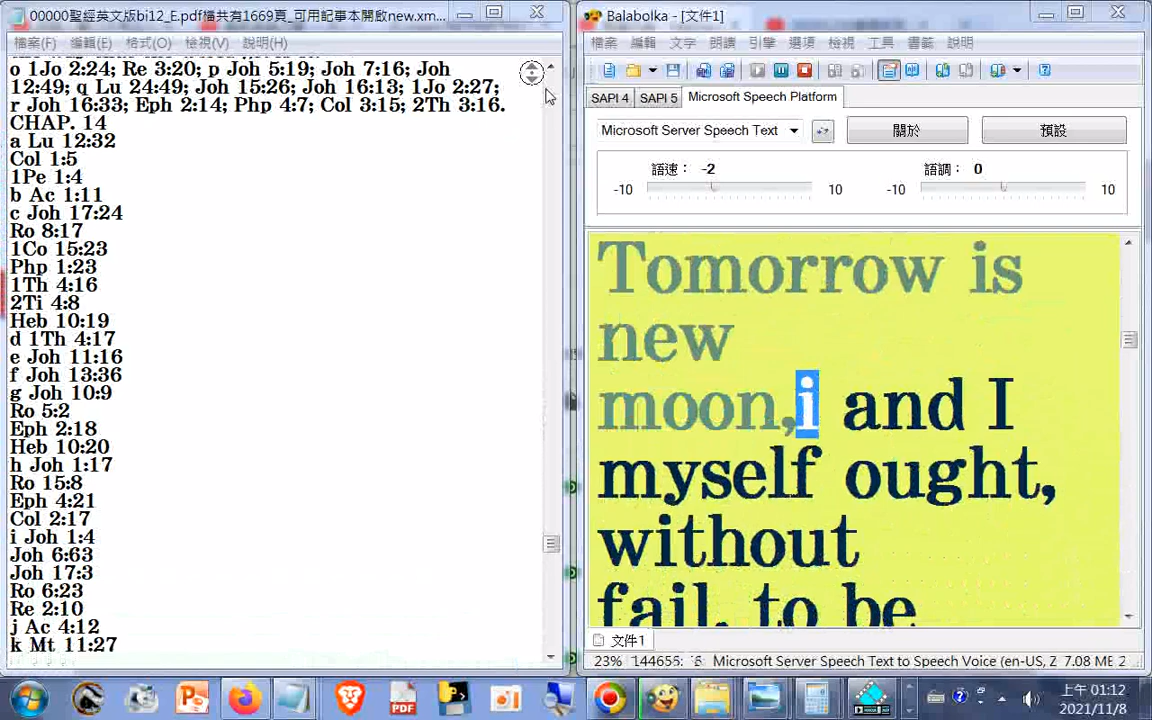 00000聖經英文版bi12_E.pdf檔共有1669頁_可用記事本開啟new.xm...
檔案(F) 編輯(E) 格式(O) 檢視(V) 說明(H)
o 1Jo 2:24; Re 3:20; p Joh 5:19; Joh 7:16; Joh
12:49; q Lu 24:49; Joh 15:26; Joh 16:13; 1Jo 2:27;
r Joh 16:33; Eph 2:14; Php 4:7; Col 3:15; 2Th 3:16.
CHAP. 14
a Lu 12:32
Col 1:5
1Pe 1:4
b Ac 1:11
c Joh 17:24
Ro 8:17
1Co 15:23
Php 1:23
1Th 4:16
2Ti 4:8
Heb 10:19
d 1Th 4:17
e Joh 11:16
f Joh 13:36
g Joh 10:9
Ro 5:2
Eph 2:18
Heb 10:20
h Joh 1:17
Ro 15:8
Eph 4:21
Col 2:17
i Joh 1:4
Joh 6:63
Joh 17:3
Ro 6:23
Re 2:10
j Ac 4:12
k Mt 11:27
Balabolka - [文件1]
檔案 編輯 文字 朗讀 引擎 選項 檢視 工具 書籤 說明
SAPI 4 SAPI 5 Microsoft Speech Platform
Microsoft Server Speech Text 關於 預設
語速： -2 語調： 0
-10 10 -10 10
Tomorrow is
new
moon,i and I
myself ought,
without
fail, to be
文件1
23% Microsoft Server Speech Text to Speech Voice (en-US, Z 7.08 MB 2
上午 01:12
2021/11/8